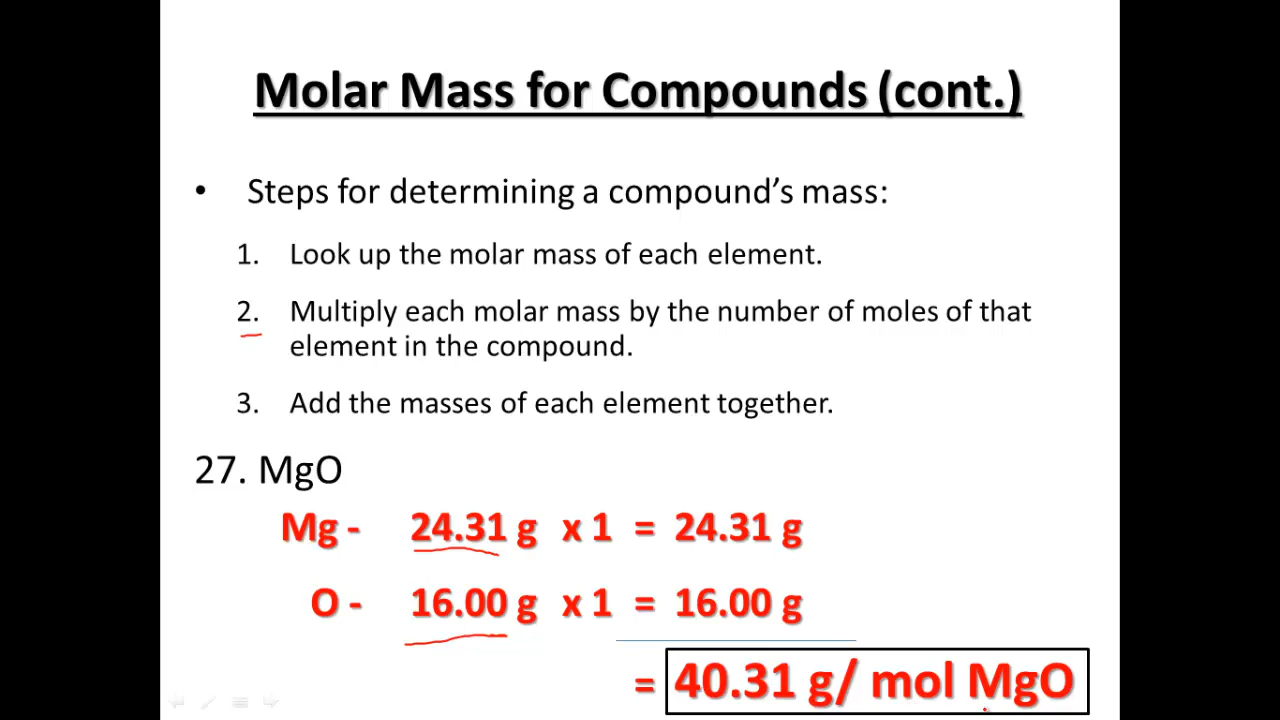 Molar Mass for Compounds (cont.)
• Steps for determining a compound’s mass:
1. Look up the molar mass of each element.
2. Multiply each molar mass by the number of moles of that
element in the compound.
3. Add the masses of each element together.
27. MgO
Mg - 24.31 g x 1 = 24.31 g
O - 16.00 g x 1 = 16.00 g
= 40.31 g/ mol MgO